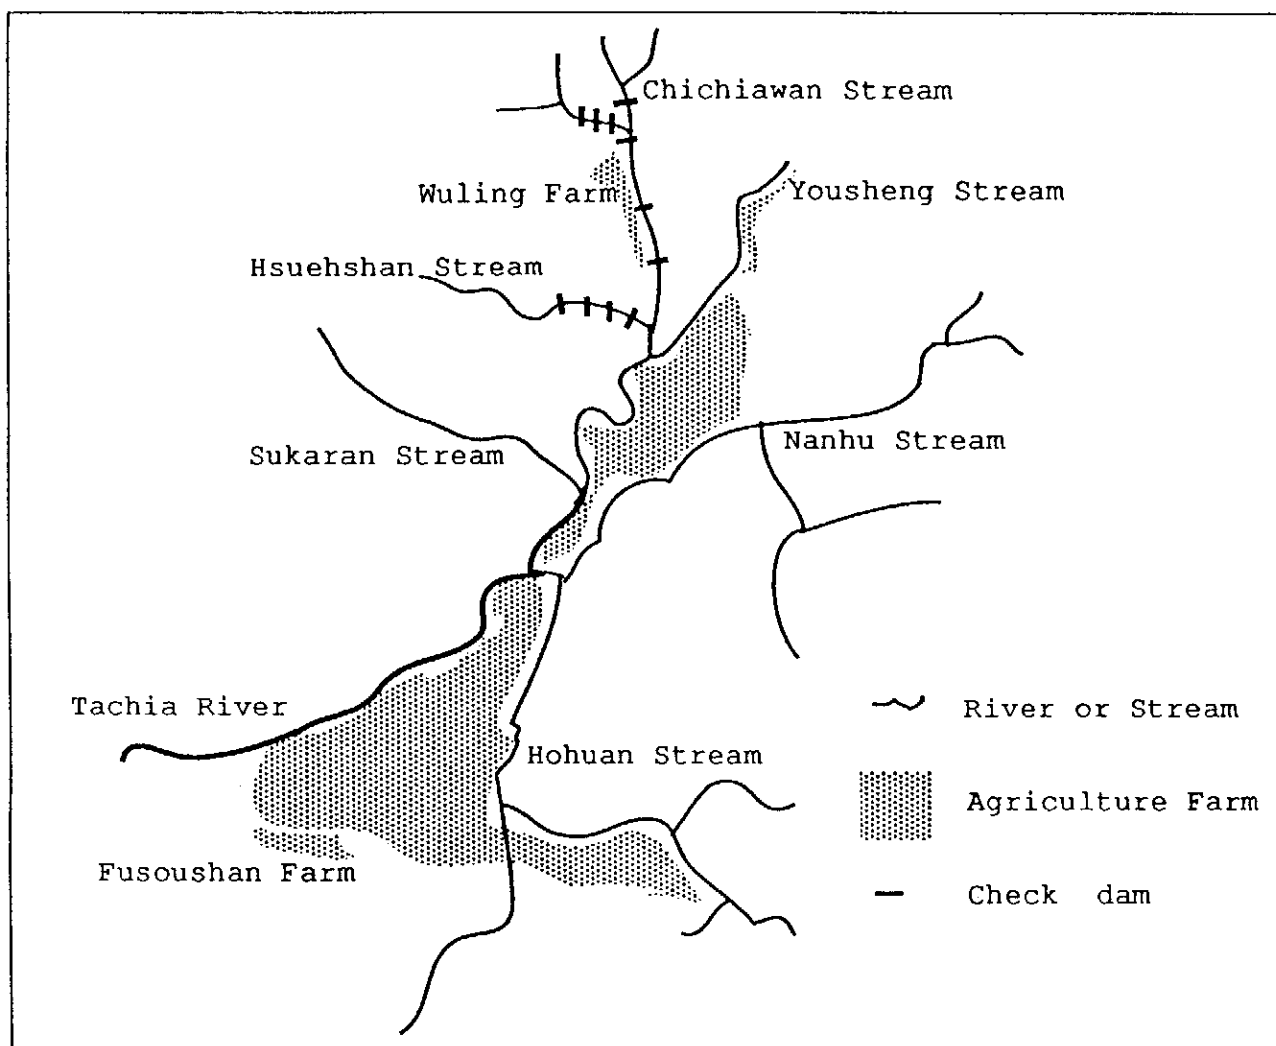 Chichiawan Stream
Wuling Farm
Yousheng Stream
Hsuehshan Stream
Nanhu Stream
Sukaran Stream
Tachia River
River or Stream
Hohuan Stream
Agriculture Farm
Fusoushan Farm
Check dam